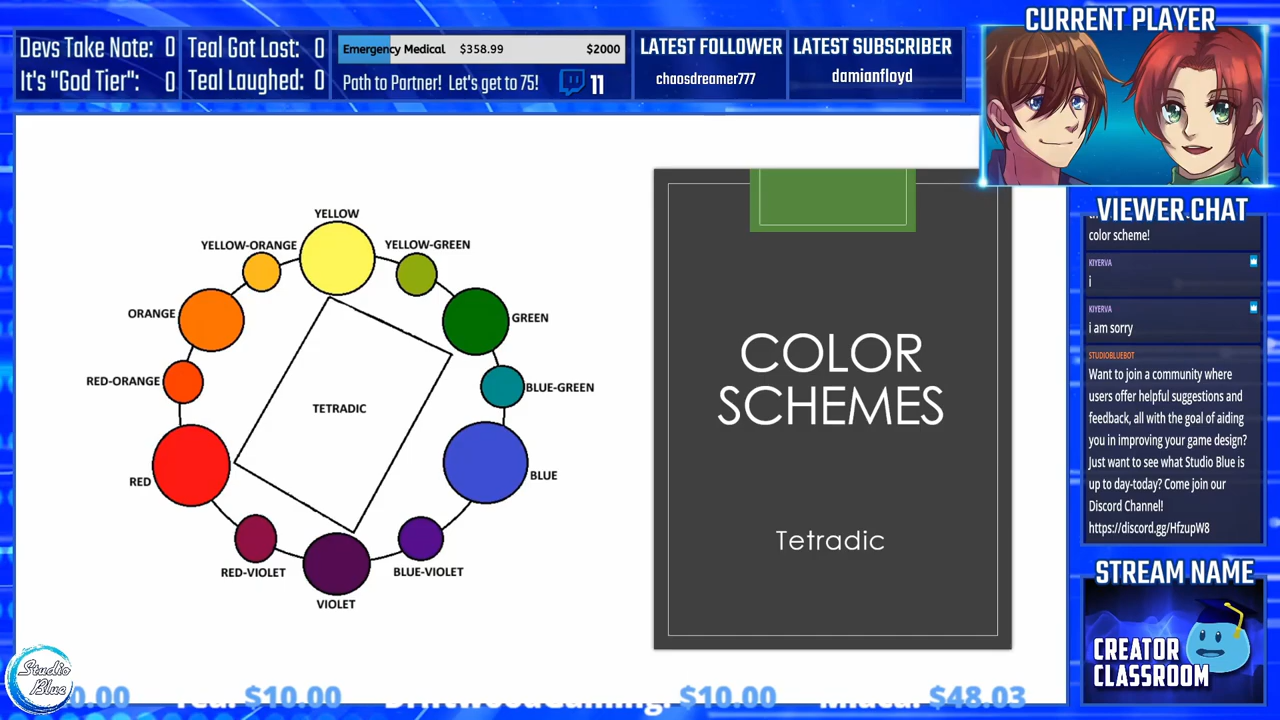 Devs Take Note: 0
It's "God Tier": 0
Teal Got Lost: 0
Teal Laughed: 0
Emergency Medical $358.99 $2000
Path to Partner! Let's get to 75! 11
LATEST FOLLOWER
chaosdreamer777
LATEST SUBSCRIBER
damianfloyd
CURRENT PLAYER
YELLOW
YELLOW-ORANGE
YELLOW-GREEN
ORANGE
GREEN
RED-ORANGE
BLUE-GREEN
TETRADIC
RED
BLUE
RED-VIOLET
BLUE-VIOLET
VIOLET
COLOR
SCHEMES
Tetradic
VIEWER CHAT
color scheme!
KIYERVA
i
KIYERVA
i am sorry
STUDIOBLUEBOT
Want to join a community where
users offer helpful suggestions and
feedback, all with the goal of aiding
you in improving your game design?
Just want to see what Studio Blue is
up to day-today? Come join our
Discord Channel!
https://discord.gg/HfzupW8
STREAM NAME
CREATOR
CLASSROOM
Studio
Blue
$10.00 DriftwoodGaming: $10.00 $48.03